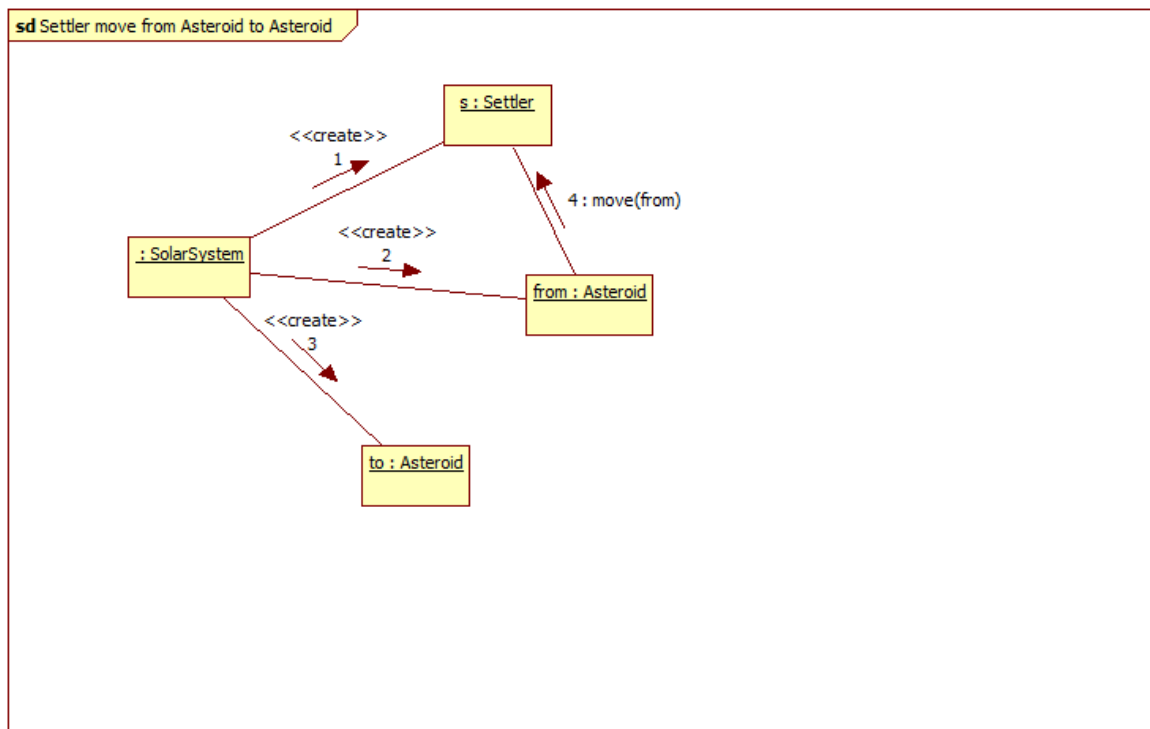 sd Settler move from Asteroid to Asteroid
s : Settler
<<create>>
1
4 : move(from)
<<create>>
2
: SolarSystem
from : Asteroid
<<create>>
3
to : Asteroid